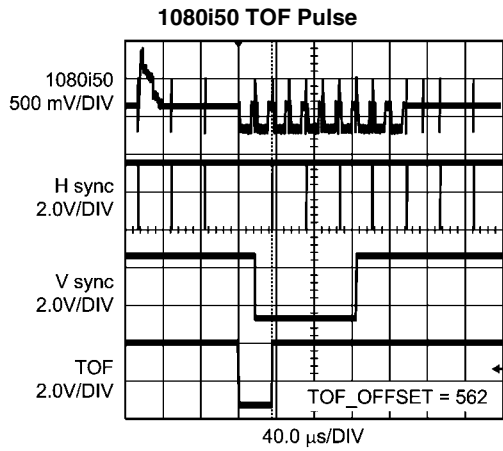 1080i50 TOF Pulse
1080i50
500 mV/DIV
H sync
2.0V/DIV
V sync
2.0V/DIV
TOF
2.0V/DIV
TOF_OFFSET = 562
40.0 μs/DIV